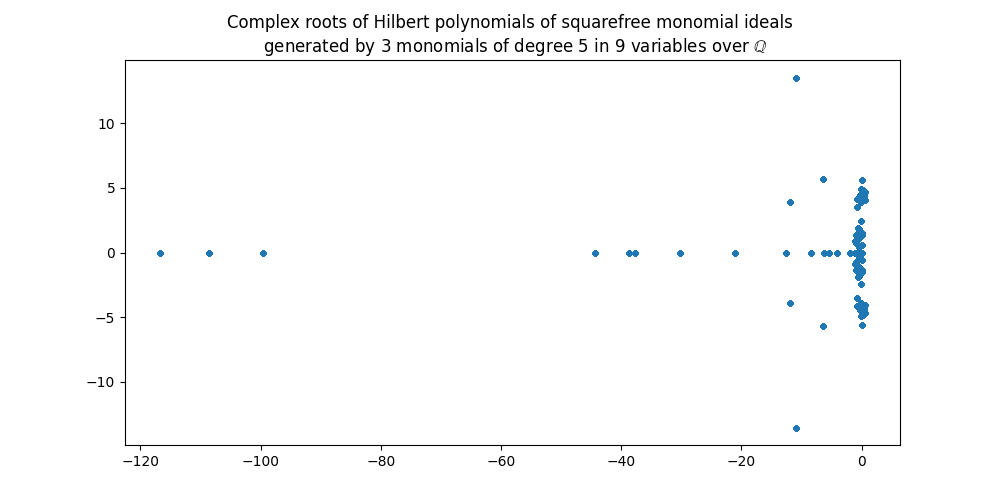 Complex roots of Hilbert polynomials of squarefree monomial ideals
generated by 3 monomials of degree 5 in 9 variables over ℚ
10
5
0
−5
−10
−120 −100 −80 −60 −40 −20 0